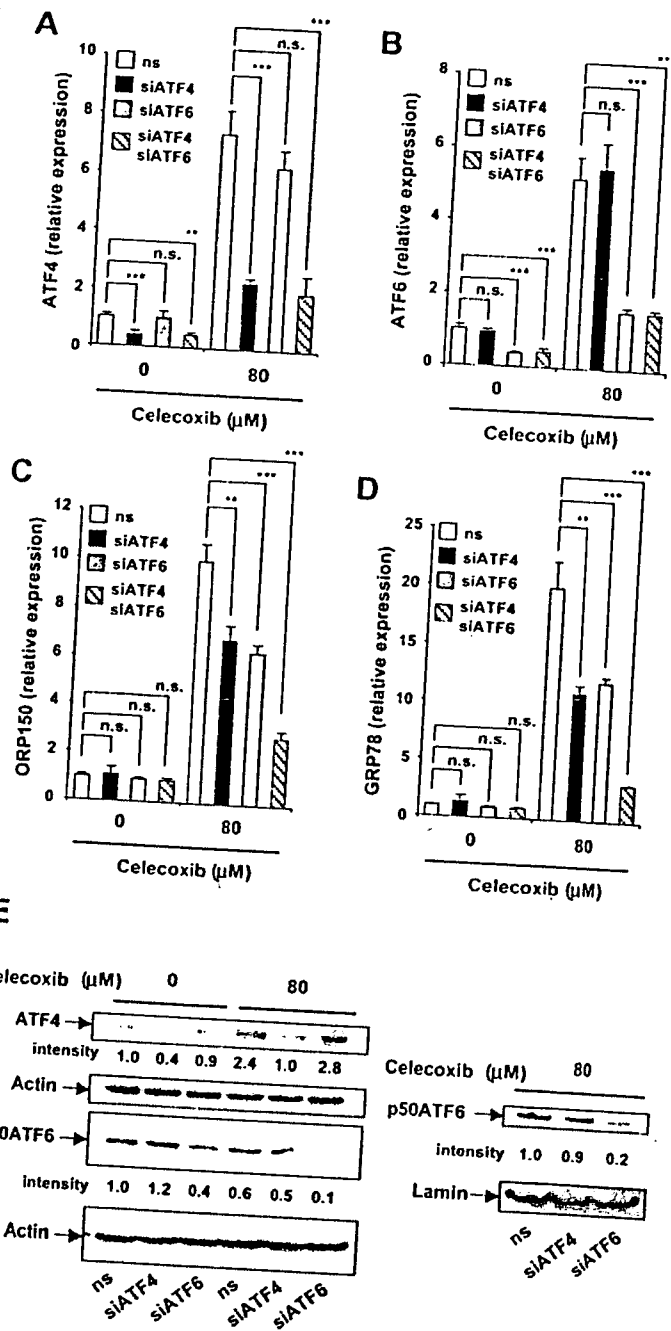 A
ATF4 (relative expression)
10
8
6
4
2
0
ns
siATF4
siATF6
siATF4
siATF6
••
n.s.
•••
•••
n.s.
•••
0
80
Celecoxib (μM)
B
ATF6 (relative expression)
8
6
4
2
0
ns
siATF4
siATF6
siATF4
siATF6
•••
•••
n.s.
•••
n.s.
0
80
Celecoxib (μM)
C
ORP150 (relative expression)
12
10
8
6
4
2
0
ns
siATF4
siATF6
siATF4
siATF6
n.s.
n.s.
n.s.
•••
•••
••
0
80
Celecoxib (μM)
D
GRP78 (relative expression)
25
20
15
10
5
0
ns
siATF4
siATF6
siATF4
siATF6
n.s.
n.s.
n.s.
•••
•••
••
0
80
Celecoxib (μM)
E
elecoxib (μM) 0 80
ATF4
intensity 1.0 0.4 0.9 2.4 1.0 2.8
Actin
0ATF6
intensity 1.0 1.2 0.4 0.6 0.5 0.1
Actin
ns siATF4 siATF6 ns siATF4 siATF6
Celecoxib (μM) 80
p50ATF6
intensity 1.0 0.9 0.2
Lamin
ns siATF4 siATF6